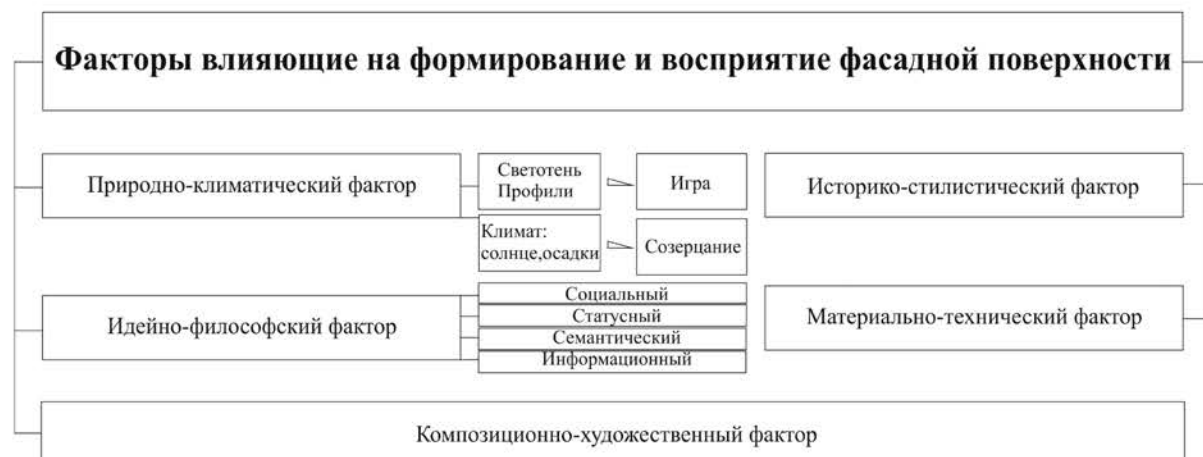 Факторы влияющие на формирование и восприятие фасадной поверхности
Природно-климатический фактор
Светотень
Профили
Игра
Историко-стилистический фактор
Климат:
солнце,осадки
Созерцание
Идейно-философский фактор
Социальный
Статусный
Семантический
Информационный
Материально-технический фактор
Композиционно-художественный фактор